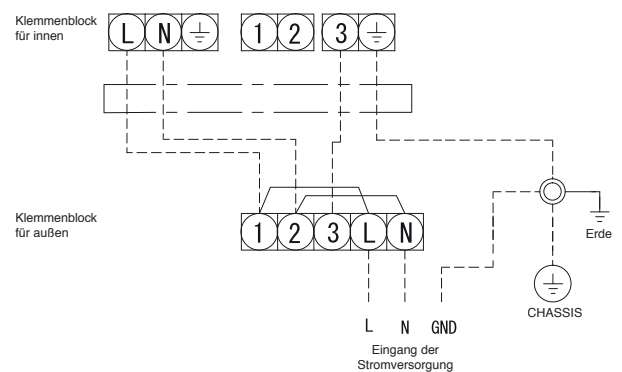 Klemmenblock
für innen
L N 1 2 3
Klemmenblock
für außen
1 2 3 L N
Erde
CHASSIS
L N GND
Eingang der
Stromversorgung